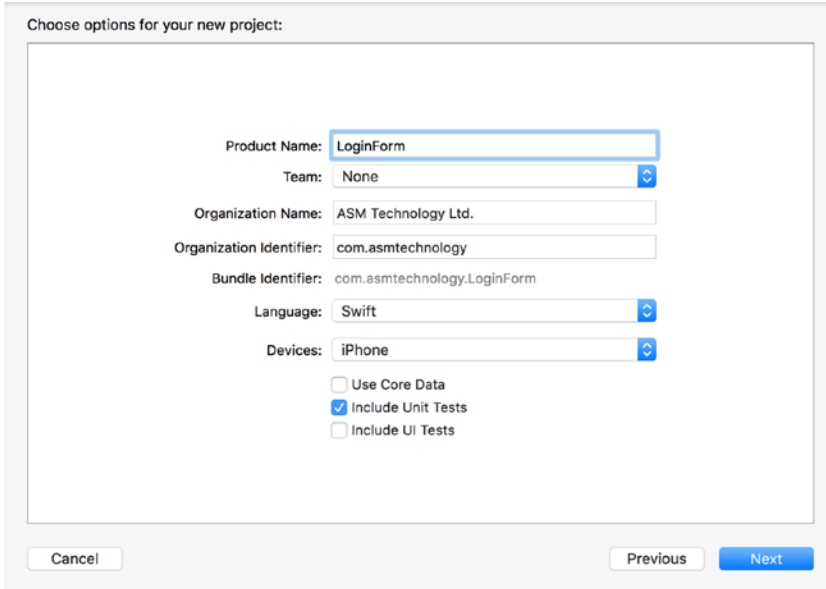 Choose options for your new project:
Product Name: LoginForm
Team: None
Organization Name: ASM Technology Ltd.
Organization Identifier: com.asmtechnology
Bundle Identifier: com.asmtechnology.LoginForm
Language: Swift
Devices: iPhone
Use Core Data
Include Unit Tests
Include UI Tests
Cancel Previous Next